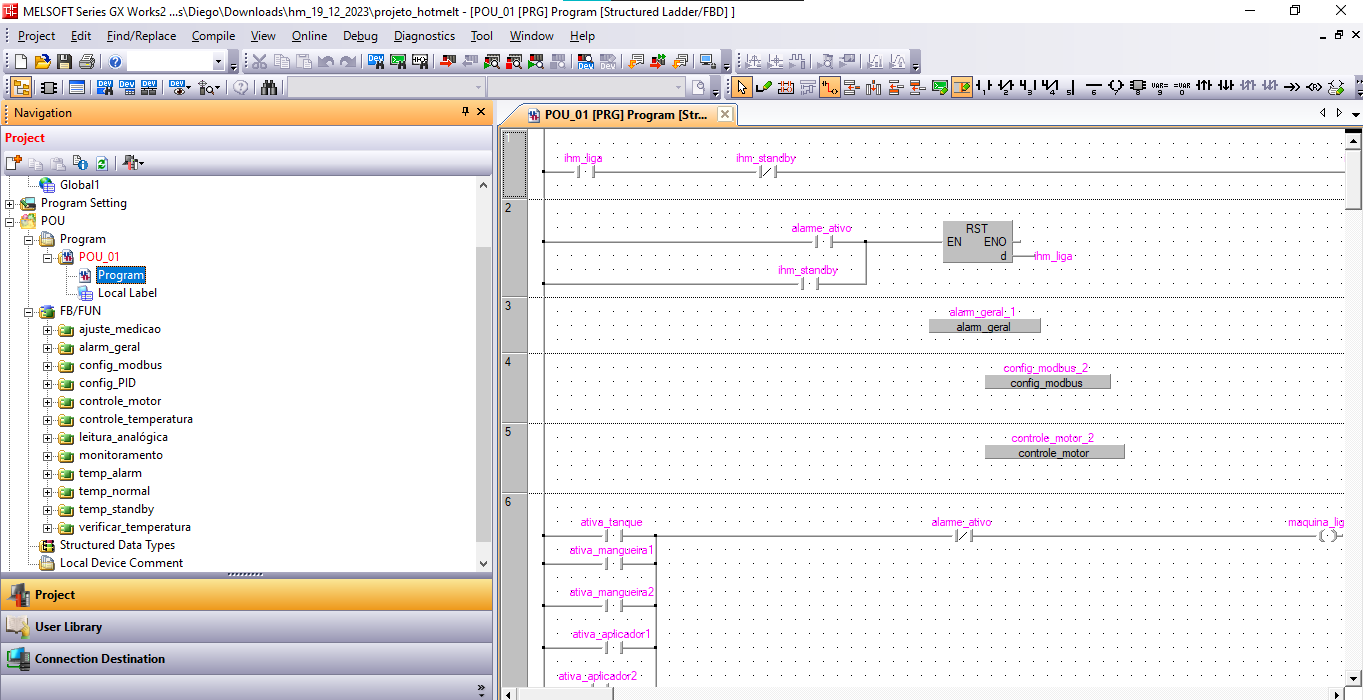 MELSOFT Series GX Works2 ...s\Diego\Downloads\hm_19_12_2023\projeto_hotmelt - [POU_01 [PRG] Program [Structured Ladder/FBD] ]
Project Edit Find/Replace Compile View Online Debug Diagnostics Tool Window Help
Navigation
Project
Global1
Program Setting
POU
Program
POU_01
Program
Local Label
FB/FUN
ajuste_medicao
alarm_geral
config_modbus
config_PID
controle_motor
controle_temperatura
leitura_analógica
monitoramento
temp_alarm
temp_normal
temp_standby
verificar_temperatura
Structured Data Types
Local Device Comment
Project
User Library
Connection Destination
POU_01 [PRG] Program [Str...
1
ihm_liga ihm_standby
2
alarme_ativo
RST
EN ENO
d ihm_liga
ihm_standby
3
alarm_geral_1
alarm_geral
4
config_modbus_2
config_modbus
5
controle_motor_2
controle_motor
6
ativa_tanque alarme_ativo maquina_lig
ativa_mangueira1
ativa_mangueira2
ativa_aplicador1
ativa_aplicador2